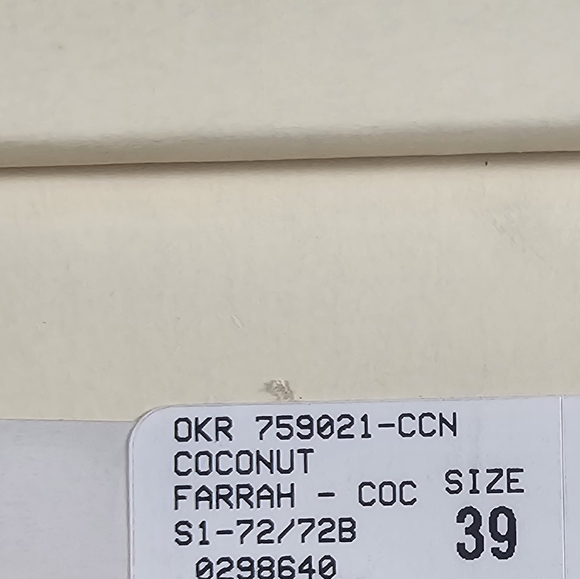 OKR 759021-CCN
COCONUT
FARRAH - COC SIZE
S1-72/72B 39
0298640